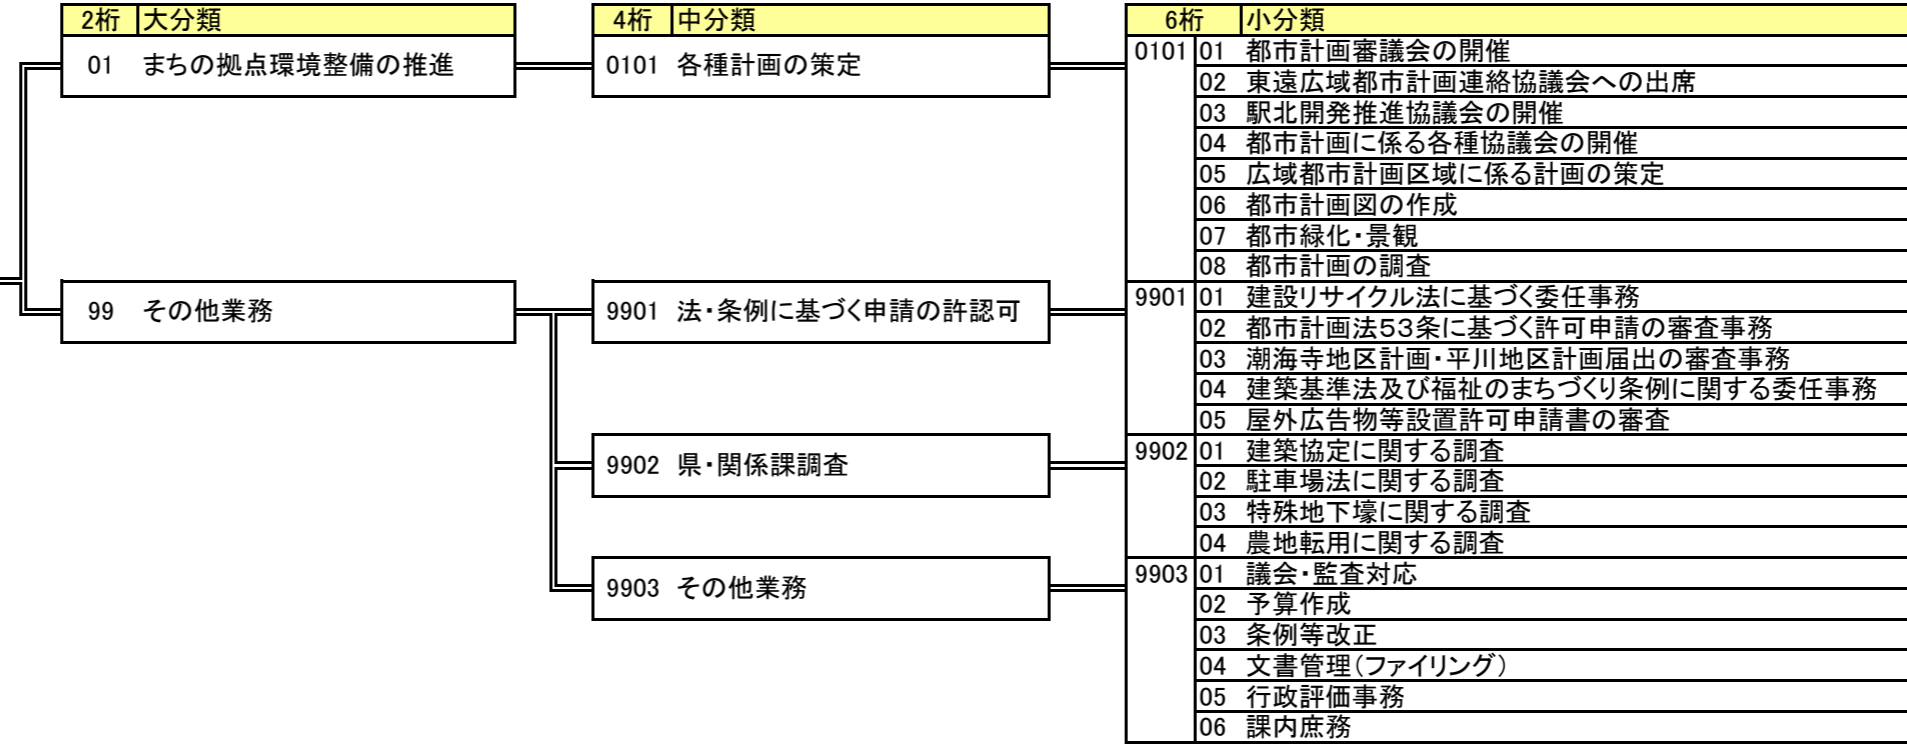 2桁 大分類 4桁 中分類 6桁 小分類
01 まちの拠点環境整備の推進 0101 各種計画の策定 0101 01 都市計画審議会の開催
02 東遠広域都市計画連絡協議会への出席
03 駅北開発推進協議会の開催
04 都市計画に係る各種協議会の開催
05 広域都市計画区域に係る計画の策定
06 都市計画図の作成
07 都市緑化・景観
08 都市計画の調査
99 その他業務 9901 法・条例に基づく申請の許認可 9901 01 建設リサイクル法に基づく委任事務
02 都市計画法53条に基づく許可申請の審査事務
03 潮海寺地区計画・平川地区計画届出の審査事務
04 建築基準法及び福祉のまちづくり条例に関する委任事務
05 屋外広告物等設置許可申請書の審査
9902 県・関係課調査 9902 01 建築協定に関する調査
02 駐車場法に関する調査
03 特殊地下壕に関する調査
04 農地転用に関する調査
9903 その他業務 9903 01 議会・監査対応
02 予算作成
03 条例等改正
04 文書管理(ファイリング)
05 行政評価事務
06 課内庶務